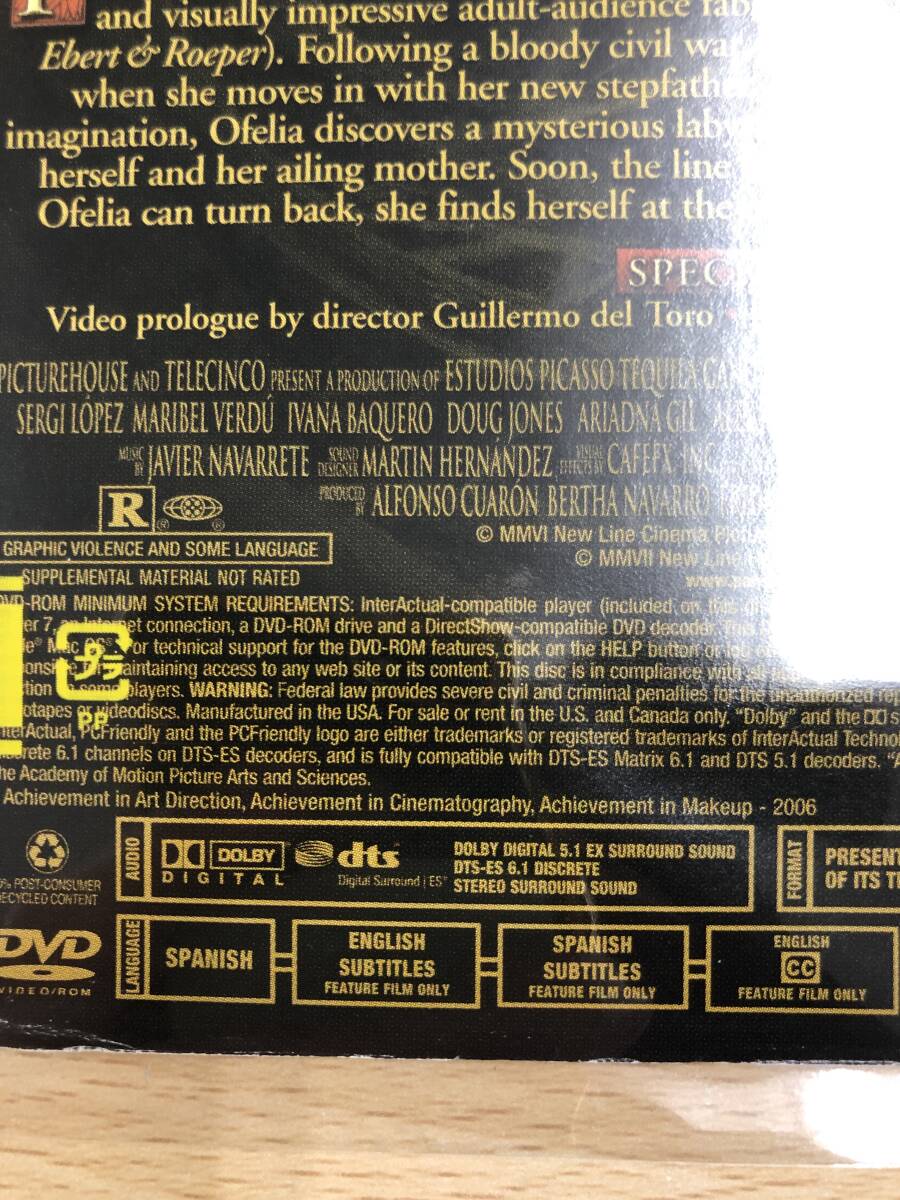 and visually impressive adult-audience
Ebert & Roeper). Following a bloody civil
when she moves in with her new
imagination, Ofelia discovers a mysterious
herself and her ailing mother. Soon, the
Ofelia can turn back, she finds herself at the
SPEC
Video prologue by director Guillermo del Toro
PICTUREHOUSE AND TELECINCO PRESENT A PRODUCTION OF ESTUDIOS PICASSO TEQUILA
SERGI LÓPEZ MARIBEL VERDÚ IVANA BAQUERO DOUG JONES ARIADNA GIL
MUSIC BY JAVIER NAVARRETE SOUND DESIGNER MARTIN HERNÁNDEZ VISUAL EFFECTS BY CAFEFX, INC.
PRODUCED BY ALFONSO CUARÓN BERTHA NAVARRO
R ®
®
© MMVI New Line Cinema
GRAPHIC VIOLENCE AND SOME LANGUAGE
© MMVII New Line
SUPPLEMENTAL MATERIAL NOT RATED
DVD-ROM MINIMUM SYSTEM REQUIREMENTS: InterActual-compatible player (included on this
er 7, an Internet connection, a DVD-ROM drive and a DirectShow-compatible DVD decoder.
Mac OS® for technical support for the DVD-ROM features, click on the HELP button or
maintaining access to any web site or its content. This disc is in compliance with
some players. WARNING: Federal law provides severe civil and criminal penalties for the unauthorized
otapes or videodiscs. Manufactured in the USA. For sale or rent in the U.S. and Canada only. "Dolby" and the DD
InterActual, PCFriendly and the PCFriendly logo are either trademarks or registered trademarks of InterActual
crete 6.1 channels on DTS-ES decoders, and is fully compatible with DTS-ES Matrix 6.1 and DTS 5.1 decoders.
the Academy of Motion Picture Arts and Sciences.
プラ
PP
Achievement in Art Direction, Achievement in Cinematography, Achievement in Makeup - 2006
% POST-CONSUMER
RECYCLED CONTENT
AUDIO
DOLBY
DIGITAL
dts
Digital Surround | ES™
DOLBY DIGITAL 5.1 EX SURROUND SOUND
DTS-ES 6.1 DISCRETE
STEREO SURROUND SOUND
FORMAT
PRESENT
OF ITS
DVD
VIDEO/ROM
LANGUAGE
SPANISH
ENGLISH
SUBTITLES
FEATURE FILM ONLY
SPANISH
SUBTITLES
FEATURE FILM ONLY
ENGLISH
CC
FEATURE FILM ONLY